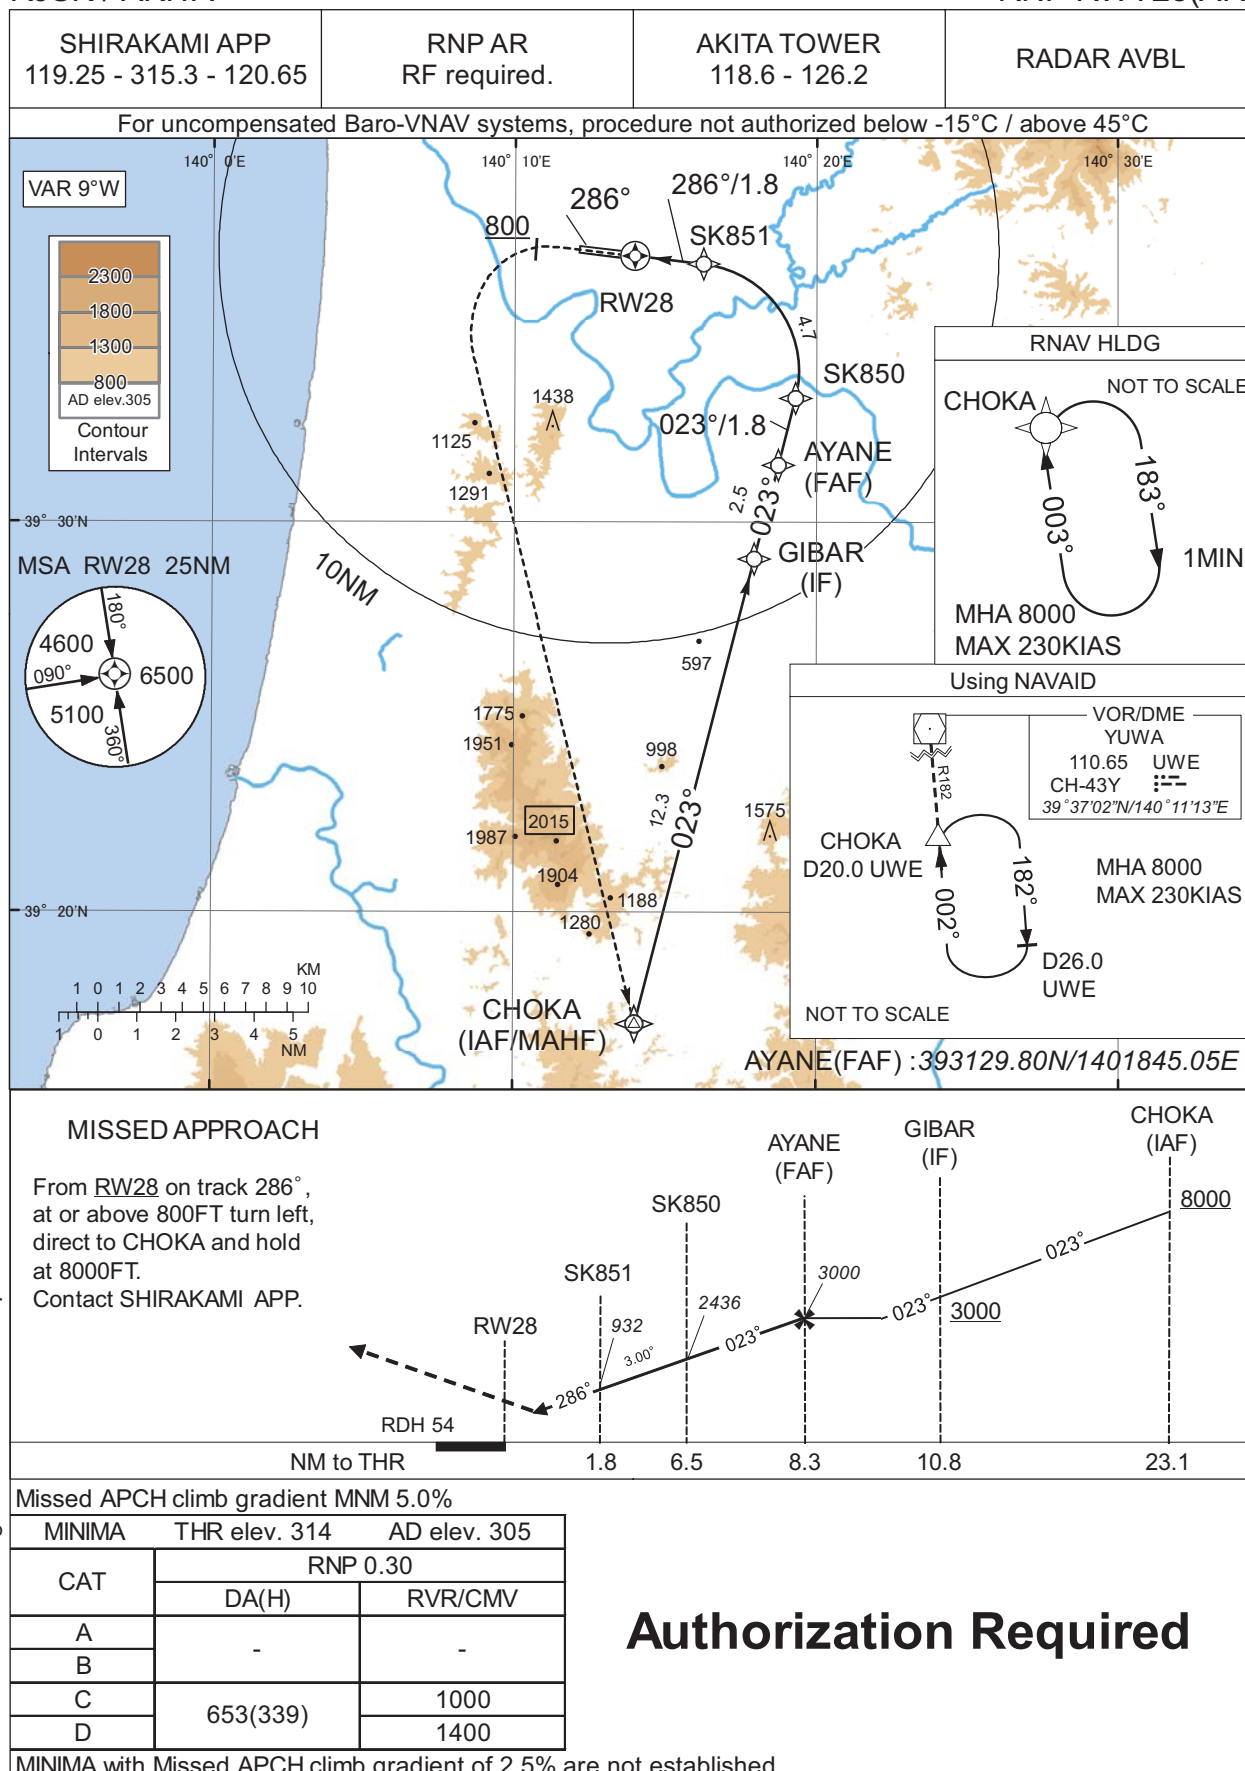 SHIRAKAMI APP
119.25 - 315.3 - 120.65
RNP AR
RF required.
AKITA TOWER
118.6 - 126.2
RADAR AVBL
For uncompensated Baro-VNAV systems, procedure not authorized below -15°C / above 45°C
140° 0'E
140° 10'E
140° 20'E
140° 30'E
VAR 9°W
2300
1800
1300
800
AD elev.305
Contour
Intervals
800
286°
286°/1.8
SK851
RW28
4.7
SK850
023°/1.8
AYANE
(FAF)
2.5
023°
GIBAR
(IF)
1438
1125
1291
39° 30'N
10NM
MSA RW28 25NM
180°
4600
090°
6500
5100
360°
597
1775
1951
998
12.3
023°
1575
2015
1987
1904
1188
1280
39° 20'N
KM
1 0 1 2 3 4 5 6 7 8 9 10
1 0 1 2 3 4 5
NM
CHOKA
(IAF/MAHF)
RNAV HLDG
NOT TO SCALE
CHOKA
183°
003°
1MIN
MHA 8000
MAX 230KIAS
Using NAVAID
VOR/DME
YUWA
110.65 UWE
CH-43Y
39°37'02"N/140°11'13"E
R182
CHOKA
D20.0 UWE
182°
002°
MHA 8000
MAX 230KIAS
D26.0
UWE
NOT TO SCALE
AYANE(FAF) :393129.80N/1401845.05E
MISSED APPROACH
From RW28 on track 286°,
at or above 800FT turn left,
direct to CHOKA and hold
at 8000FT.
Contact SHIRAKAMI APP.
CHOKA
(IAF)
GIBAR
(IF)
AYANE
(FAF)
SK850
SK851
RW28
8000
023°
3000
023°
3000
2436
023°
932
3.00°
286°
RDH 54
NM to THR
1.8
6.5
8.3
10.8
23.1
Missed APCH climb gradient MNM 5.0%
MINIMA THR elev. 314 AD elev. 305
CAT
RNP 0.30
DA(H)
RVR/CMV
A
B
-
-
C
D
653(339)
1000
1400
Authorization Required
MINIMA with Missed APCH climb gradient of 2.5% are not established